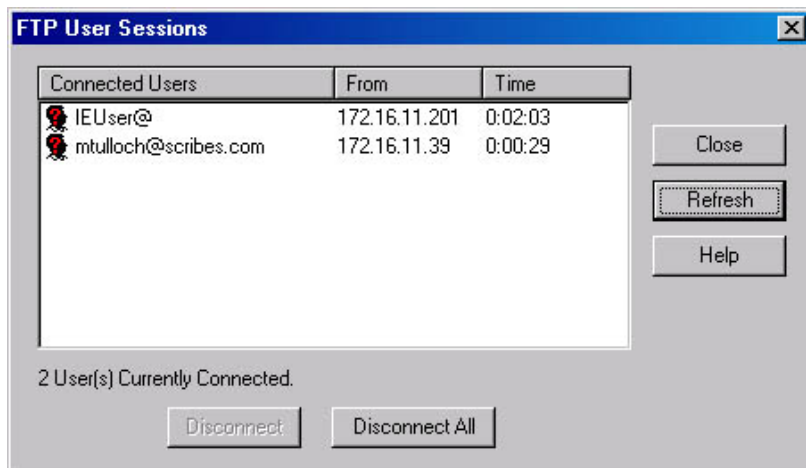 FTP User Sessions
Connected Users From Time
IEUser@ 172.16.11.201 0:02:03
mtulloch@scribes.com 172.16.11.39 0:00:29
Close
Refresh
Help
2 User(s) Currently Connected.
Disconnect Disconnect All